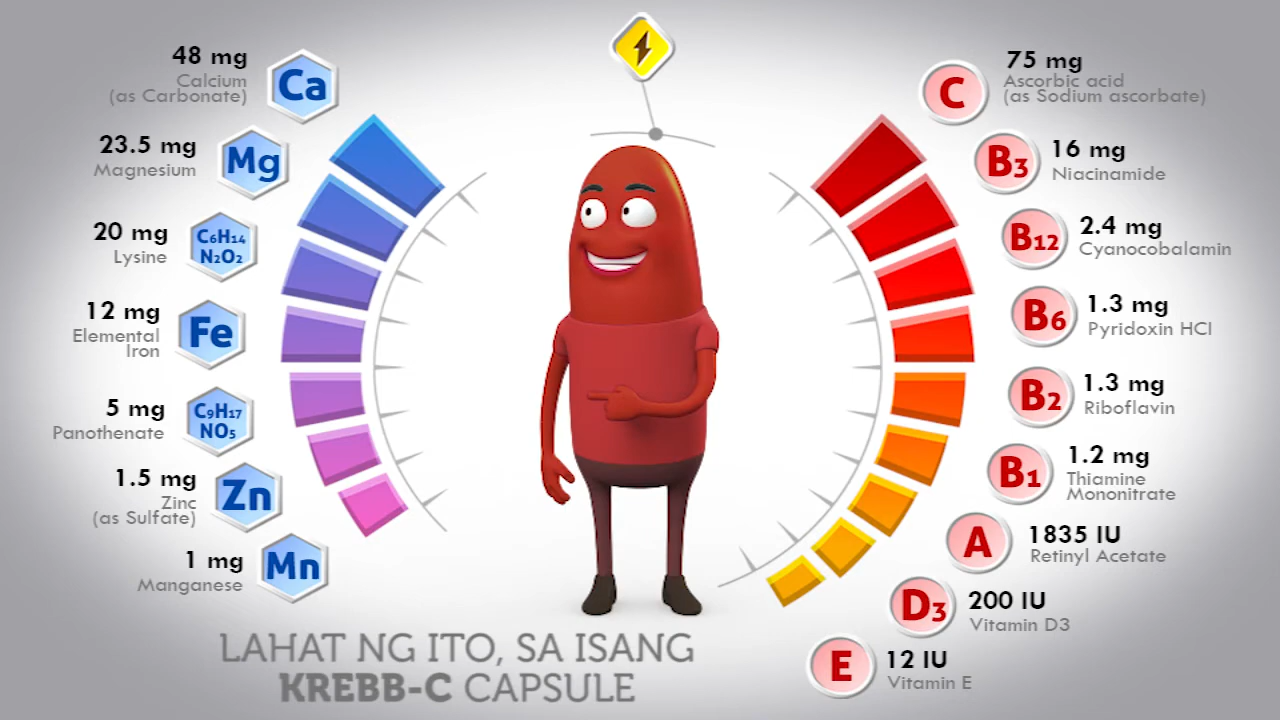 48 mg
Calcium
(as Carbonate)
Ca
23.5 mg
Magnesium
Mg
20 mg
Lysine
C₆H₁₄
N₂O₂
12 mg
Elemental
Iron
Fe
5 mg
Panothenate
C₉H₁₇
NO₅
1.5 mg
Zinc
(as Sulfate)
Zn
1 mg
Manganese
Mn
C
75 mg
Ascorbic acid
(as Sodium ascorbate)
B₃
16 mg
Niacinamide
B₁₂
2.4 mg
Cyanocobalamin
B₆
1.3 mg
Pyridoxin HCl
B₂
1.3 mg
Riboflavin
B₁
1.2 mg
Thiamine
Mononitrate
A
1835 IU
Retinyl Acetate
D₃
200 IU
Vitamin D3
E
12 IU
Vitamin E
LAHAT NG ITO, SA ISANG
KREBB-C CAPSULE